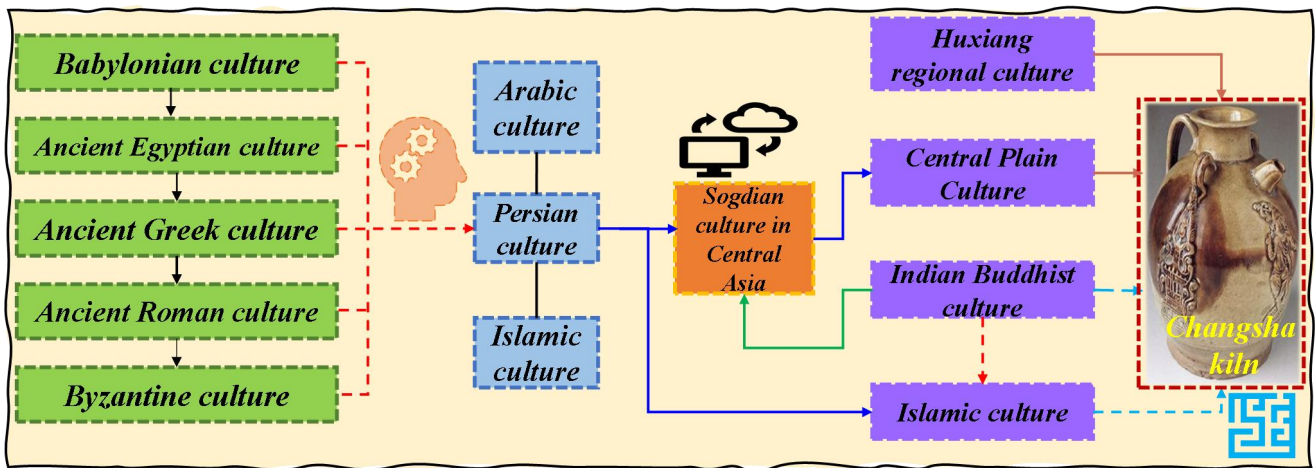 Babylonian culture
Ancient Egyptian culture
Ancient Greek culture
Ancient Roman culture
Byzantine culture
Arabic
culture
Persian
culture
Islamic
culture
Sogdian
culture in
Central
Asia
Huxiang
regional culture
Central Plain
Culture
Indian Buddhist
culture
Islamic culture
Changsha
kiln